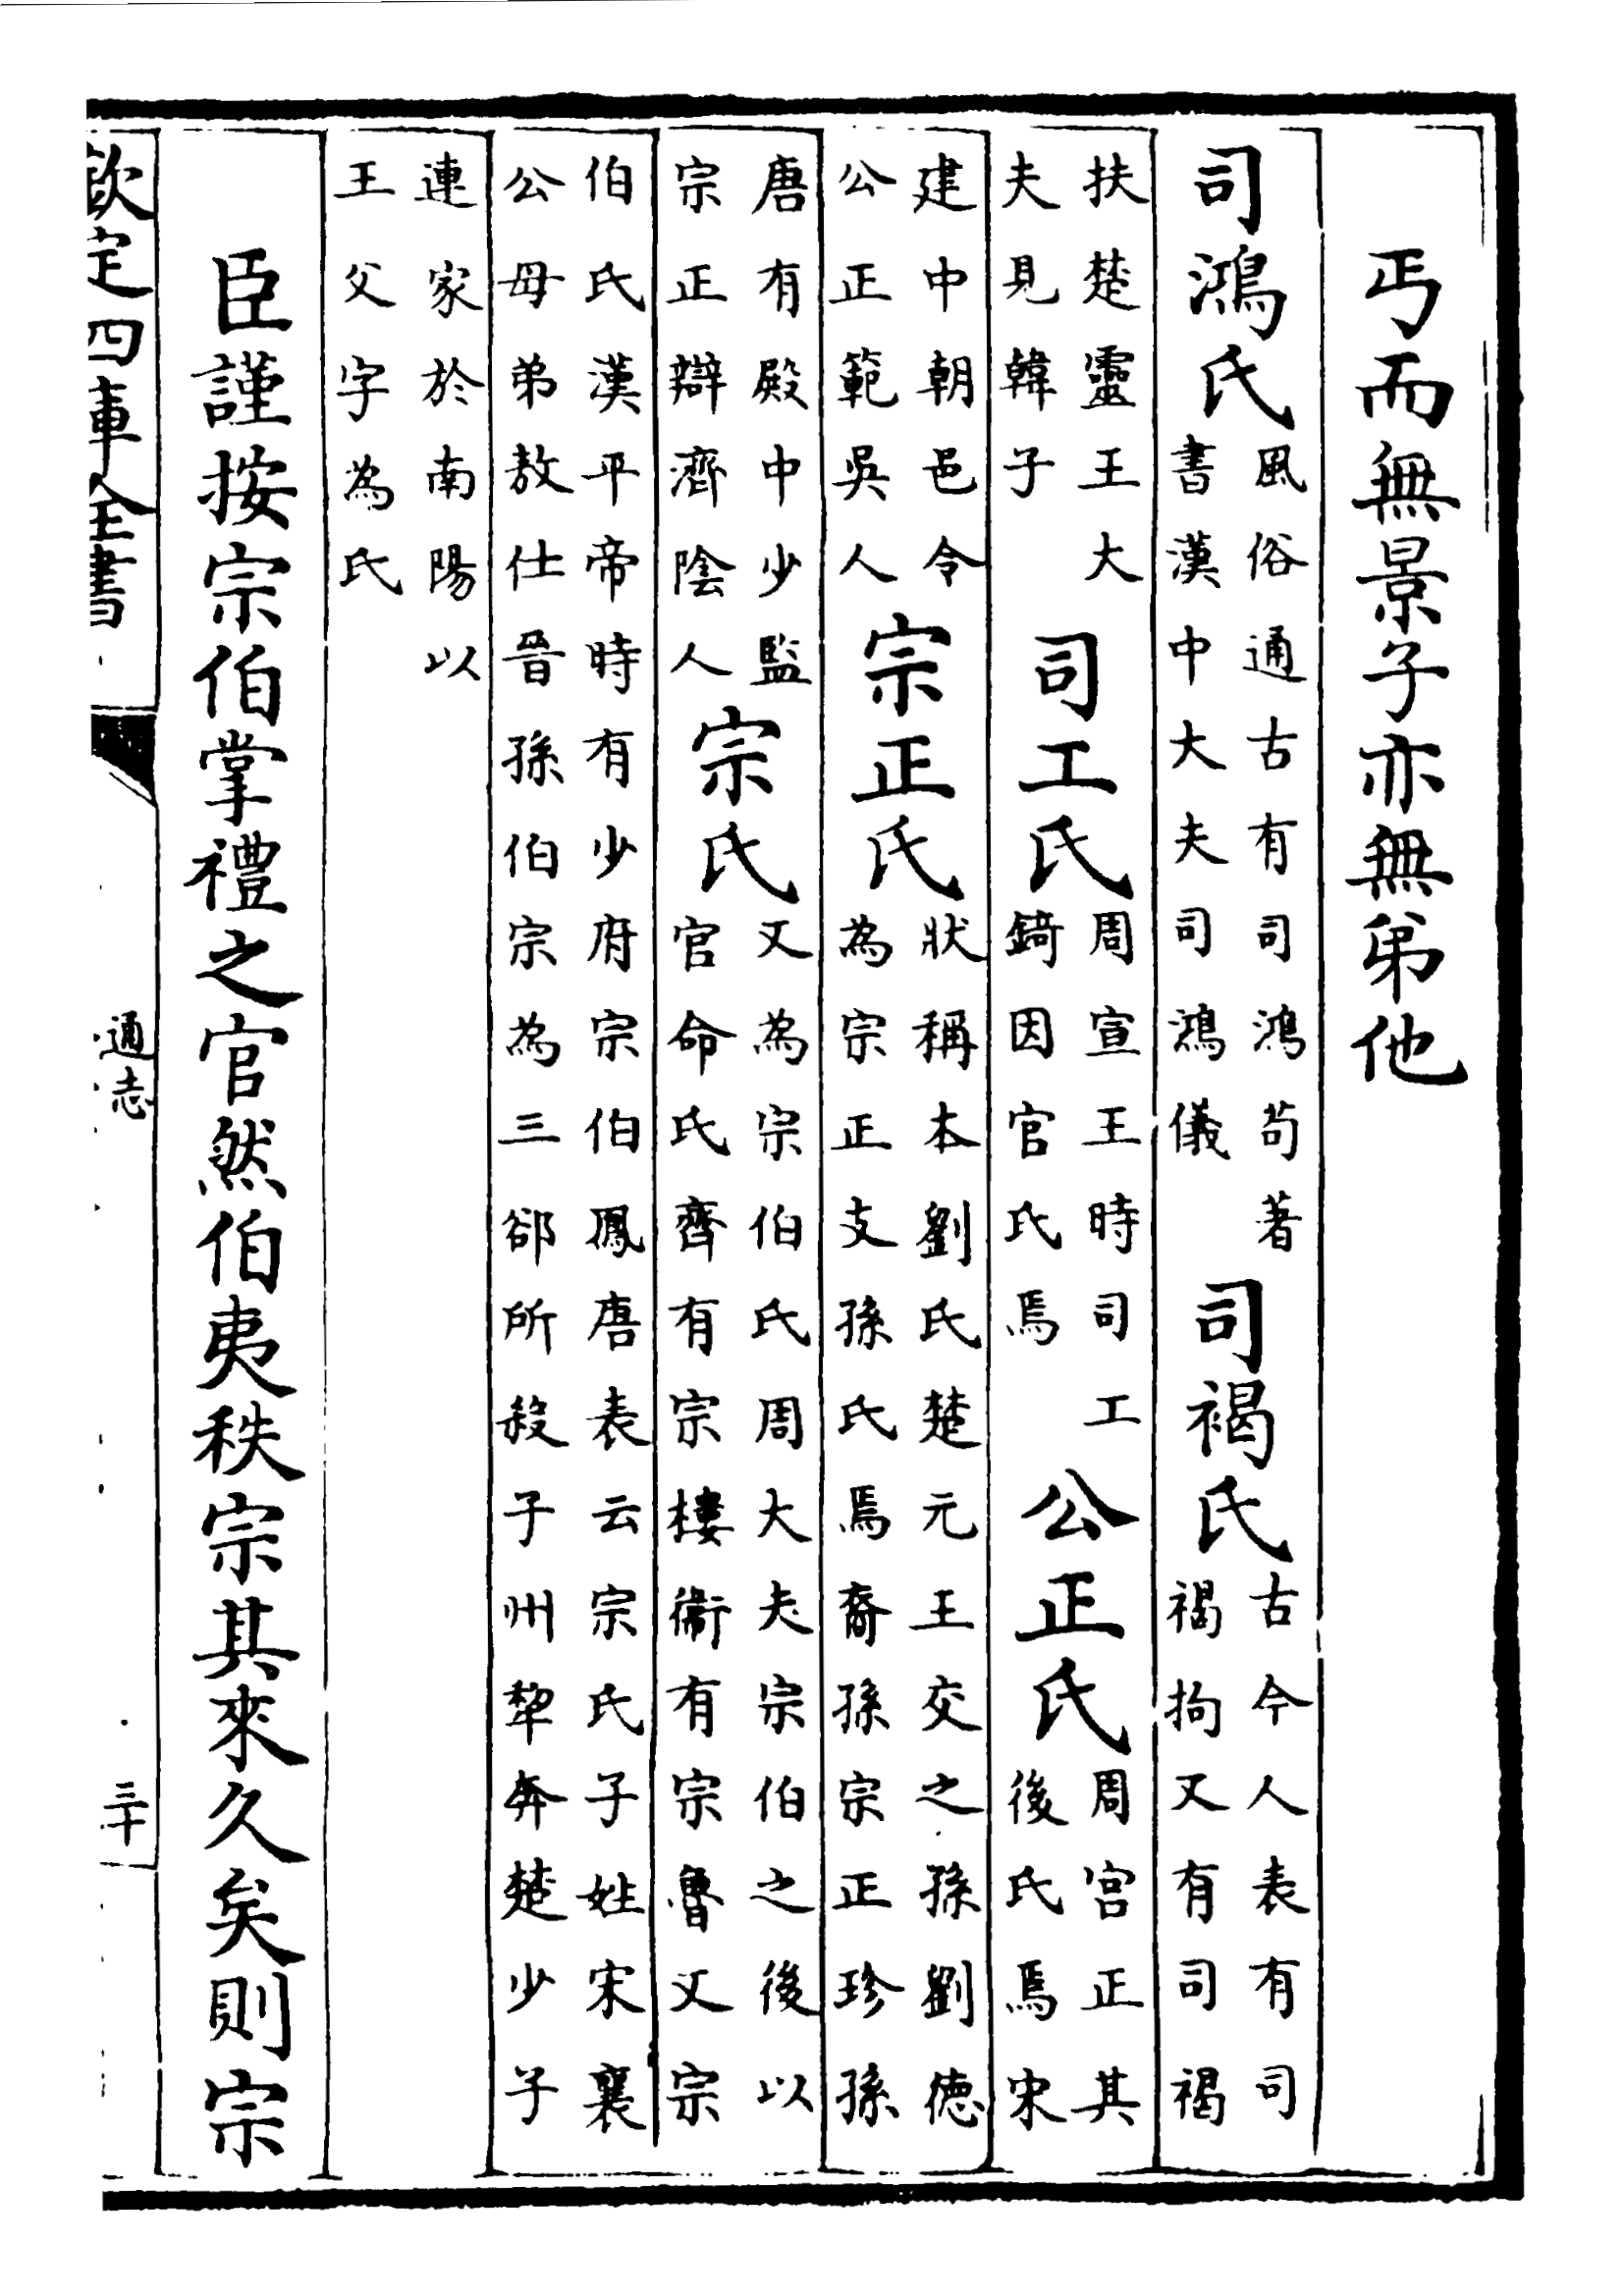 丐而無景子亦無弟他
司鴻氏
風俗通古有司鴻苟著
書漢中大夫司鴻儀
司褐氏
古今人表有司
褐拘又有司褐
扶楚靈王大
夫見韓子
司工氏
周宣王時司工
錡因官氏焉
公正氏
周宫正其
後氏焉宋
建中朝邑令
公正範吳人
宗正氏
狀稱本劉氏楚元王交之孫劉徳
為宗正支孫氏焉裔孫宗正珍孫
唐有殿中少監
宗正辯濟陰人
宗氏
又為宗伯氏周大夫宗伯之後以
官命氏齊有宗樓衞有宗魯又宗
伯氏漢平帝時有少府宗伯鳳唐表云宗氏子姓宋襄
公母弟敖仕晉孫伯宗為三郤所殺子州犂奔楚少子
連家於南陽以
王父字為氏
臣謹按宗伯掌禮之官然伯夷秩宗其來久矣則宗
欽定四庫全書
通志
三十